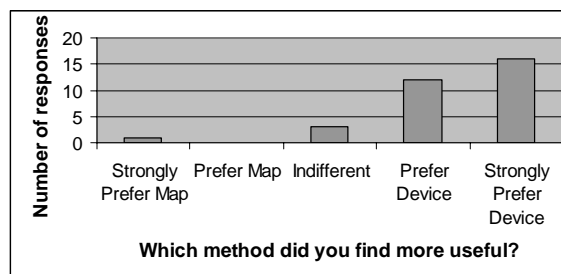 Number of responses
20
15
10
5
0
Strongly Prefer Map
Prefer Map
Indifferent
Prefer Device
Strongly Prefer Device
Which method did you find more useful?